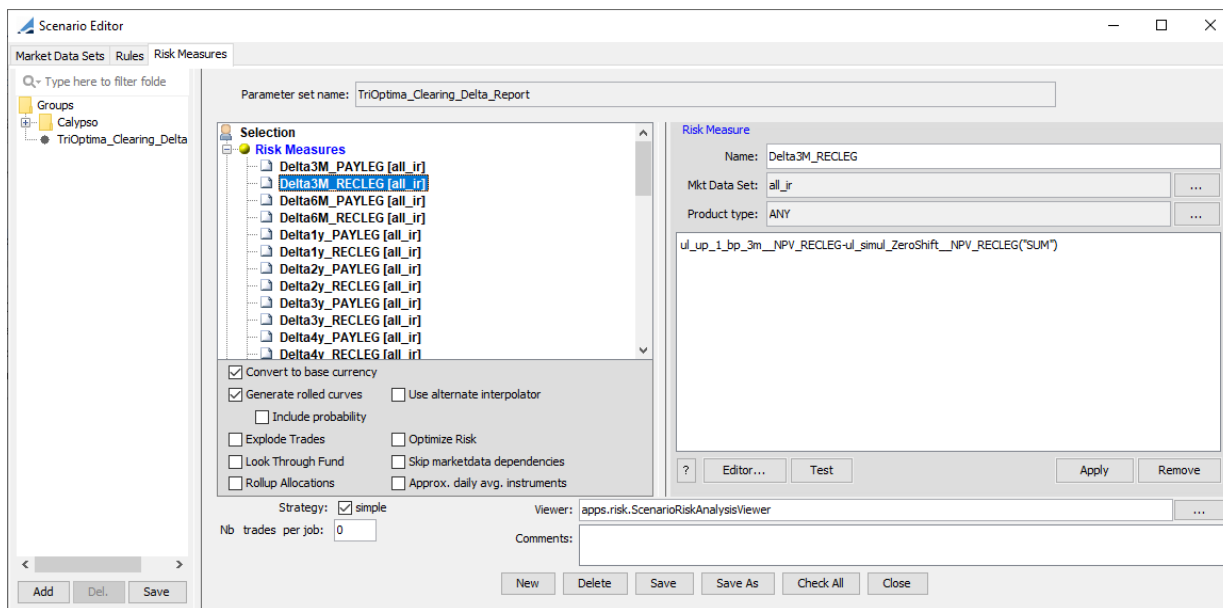 Scenario Editor
Market Data Sets Rules Risk Measures
Type here to filter folde
Groups
Calypso
TriOptima_Clearing_Delta
Add Del. Save
Parameter set name: TriOptima_Clearing_Delta_Report
Selection
Risk Measures
Delta3M_PAYLEG [all_ir]
Delta3M_RECLEG [all_ir]
Delta6M_PAYLEG [all_ir]
Delta6M_RECLEG [all_ir]
Delta1y_PAYLEG [all_ir]
Delta1y_RECLEG [all_ir]
Delta2y_PAYLEG [all_ir]
Delta2y_RECLEG [all_ir]
Delta3y_PAYLEG [all_ir]
Delta3y_RECLEG [all_ir]
Delta4y_PAYLEG [all_ir]
Delta4y_RECLEG [all_ir]
Convert to base currency
Generate rolled curves Use alternate interpolator
Include probability
Explode Trades Optimize Risk
Look Through Fund Skip marketdata dependencies
Rollup Allocations Approx. daily avg. instruments
Risk Measure
Name: Delta3M_RECLEG
Mkt Data Set: all_ir ...
Product type: ANY ...
ul_up_1_bp_3m__NPV_RECLEG-ul_simul_ZeroShift__NPV_RECLEG("SUM")
? Editor... Test Apply Remove
Strategy: simple Viewer: apps.risk.ScenarioRiskAnalysisViewer ...
Nb trades per job: 0
Comments:
New Delete Save Save As Check All Close